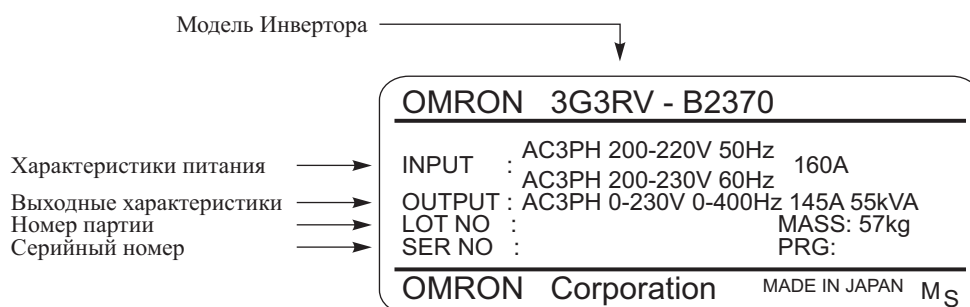 Модель Инвертора
OMRON 3G3RV - B2370
Характеристики питания
INPUT : AC3PH 200-220V 50Hz 160A
AC3PH 200-230V 60Hz
Выходные характеристики
OUTPUT : AC3PH 0-230V 0-400Hz 145A 55kVA
Номер партии
LOT NO : MASS: 57kg
Серийный номер
SER NO : PRG:
OMRON Corporation MADE IN JAPAN MS